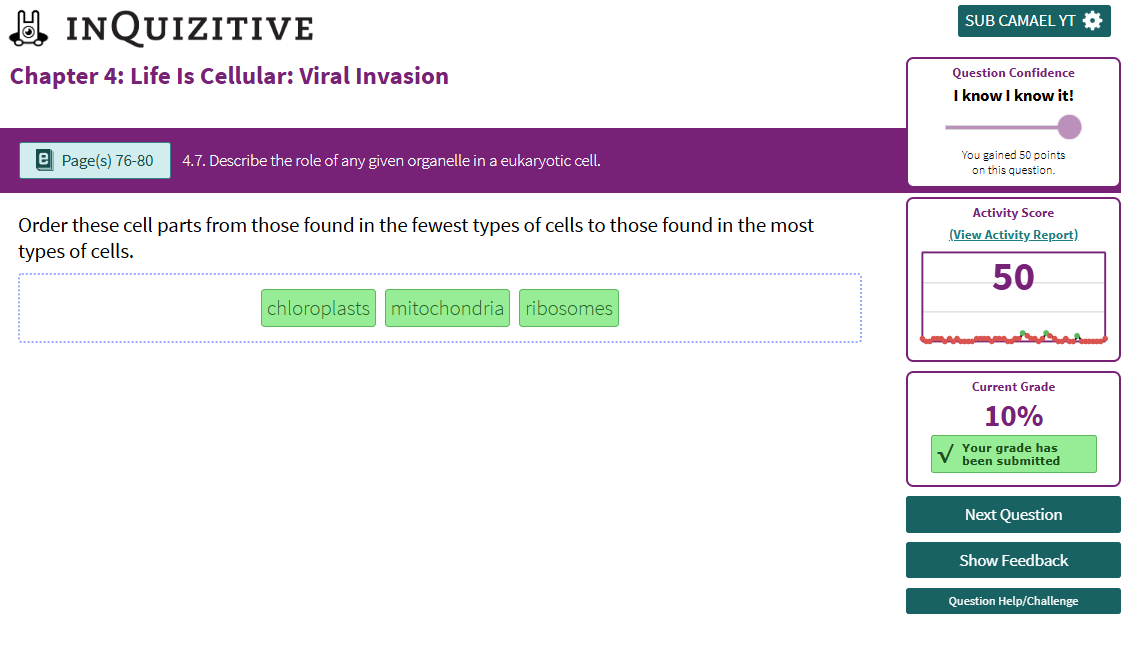 INQUIZITIVE
SUB CAMAEL YT
Chapter 4: Life Is Cellular: Viral Invasion
Question Confidence
I know I know it!
You gained 50 points
on this question.
e Page(s) 76-80
4.7. Describe the role of any given organelle in a eukaryotic cell.
Order these cell parts from those found in the fewest types of cells to those found in the most
types of cells.
chloroplasts mitochondria ribosomes
Activity Score
(View Activity Report)
50
Current Grade
10%
√ Your grade has
been submitted
Next Question
Show Feedback
Question Help/Challenge